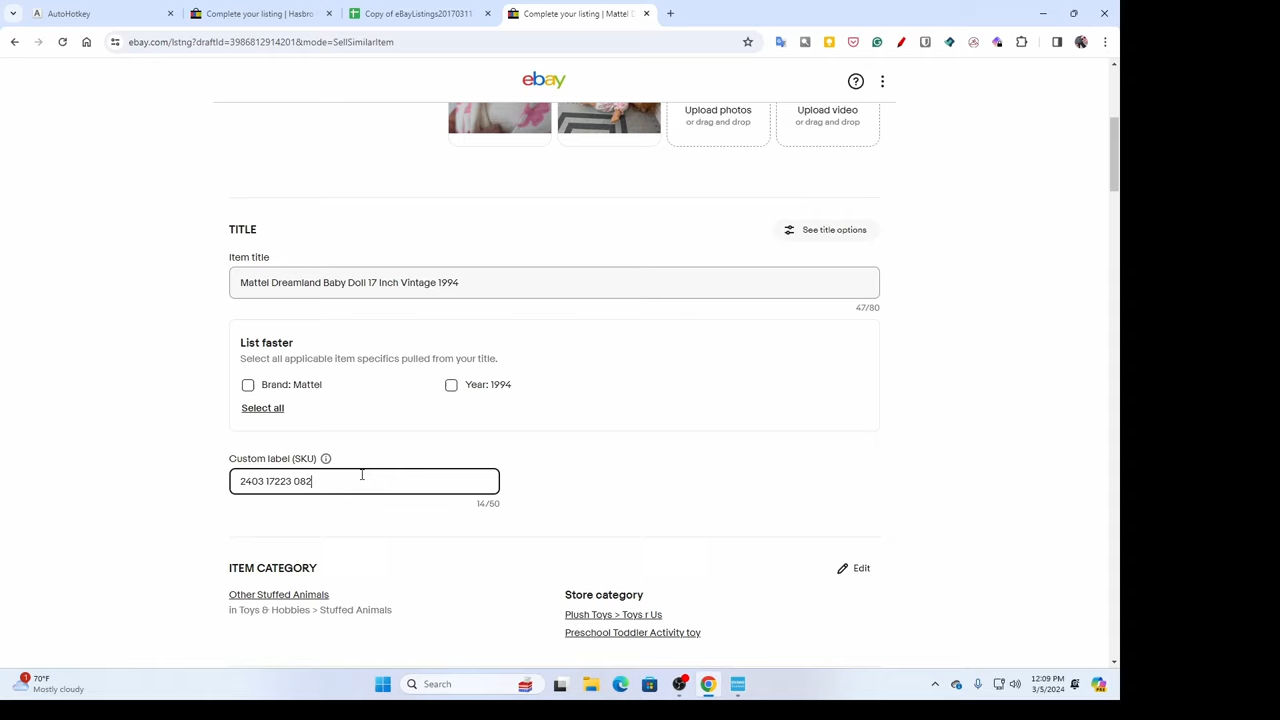 AutoHotkey
Complete your listing | Hasbro
Copy of eBayListings20170311
Complete your listing | Mattel D
ebay.com/lstng?draftId=3986812914201&mode=SellSimilarItem
ebay
Upload photos
or drag and drop
Upload video
or drag and drop
TITLE
See title options
Item title
Mattel Dreamland Baby Doll 17 Inch Vintage 1994
47/80
List faster
Select all applicable item specifics pulled from your title.
Brand: Mattel
Year: 1994
Select all
Custom label (SKU)
2403 17223 082
14/50
ITEM CATEGORY
Edit
Other Stuffed Animals
in Toys & Hobbies > Stuffed Animals
Store category
Plush Toys > Toys r Us
Preschool Toddler Activity toy
1
70°F
Mostly cloudy
Search
12:09 PM
3/5/2024